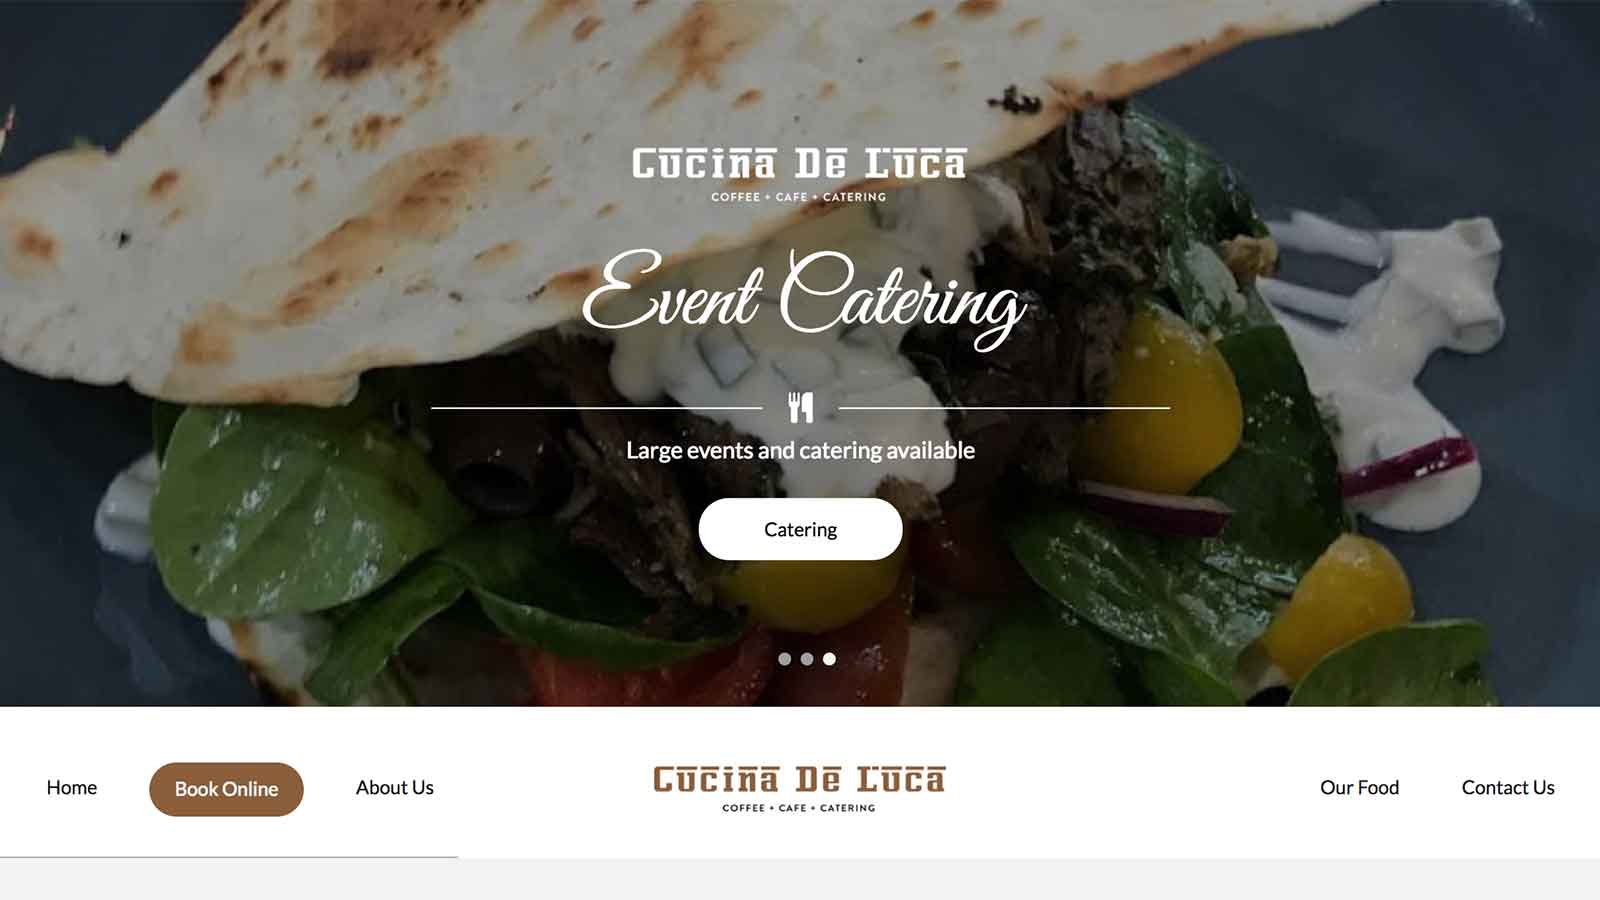 Cucina De Luca
COFFEE + CAFE + CATERING
Event Catering
Large events and catering available
Catering
Home
Book Online
About Us
Cucina De Luca
COFFEE + CAFE + CATERING
Our Food
Contact Us